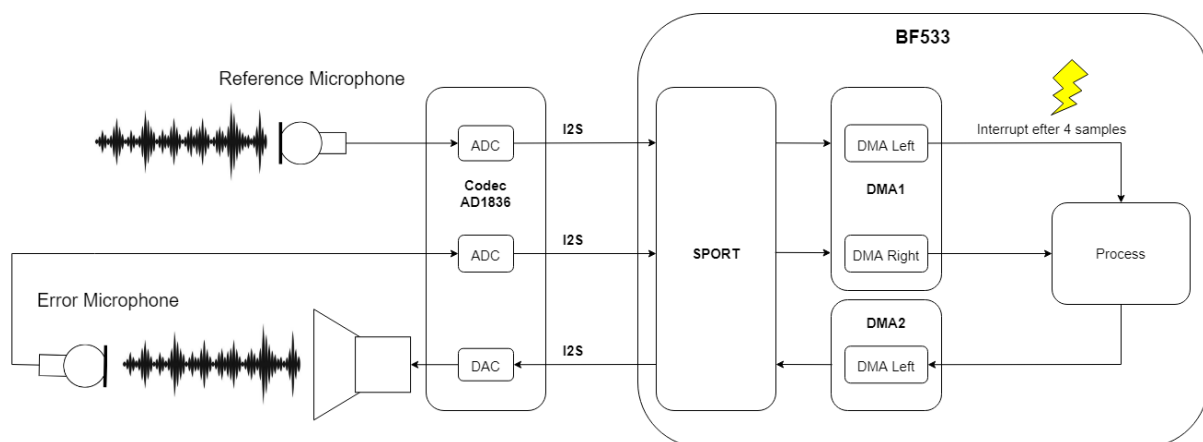 BF533
Reference Microphone
I2S
Interrupt efter 4 samples
ADC
DMA Left
Codec
AD1836
DMA1
I2S
ADC
SPORT
DMA Right
Process
Error Microphone
DMA2
I2S
DAC
DMA Left